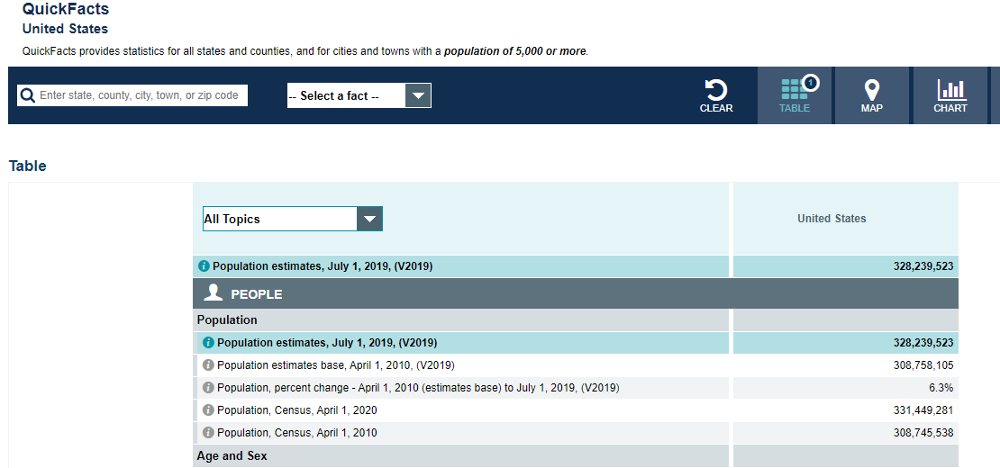 QuickFacts
United States
QuickFacts provides statistics for all states and counties, and for cities and towns with a population of 5,000 or more.
Enter state, county, city, town, or zip code
-- Select a fact --
CLEAR
TABLE
1
MAP
CHART
Table
All Topics
United States
Population estimates, July 1, 2019, (V2019) 328,239,523
PEOPLE
Population
Population estimates, July 1, 2019, (V2019) 328,239,523
Population estimates base, April 1, 2010, (V2019) 308,758,105
Population, percent change - April 1, 2010 (estimates base) to July 1, 2019, (V2019) 6.3%
Population, Census, April 1, 2020 331,449,281
Population, Census, April 1, 2010 308,745,538
Age and Sex